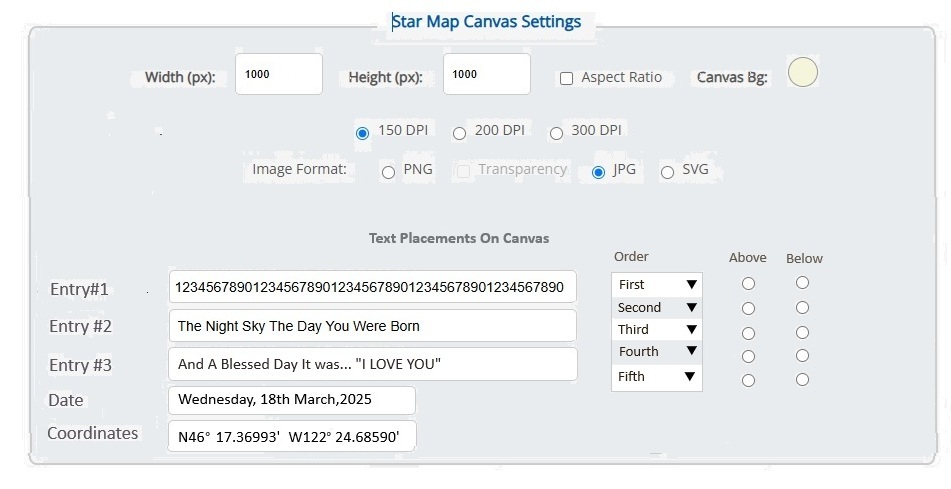 Star Map Canvas Settings
Width (px): 1000 Height (px): 1000 Aspect Ratio Canvas Bg:
150 DPI 200 DPI 300 DPI
Image Format: PNG Transparency JPG SVG
Text Placements On Canvas
Order Above Below
Entry#1 12345678901234567890123456789012345678901234567890 First
Entry #2 The Night Sky The Day You Were Born Second
Third
Entry #3 And A Blessed Day It was... "I LOVE YOU" Fourth
Fifth
Date Wednesday, 18th March,2025
Coordinates N46° 17.36993' W122° 24.68590'